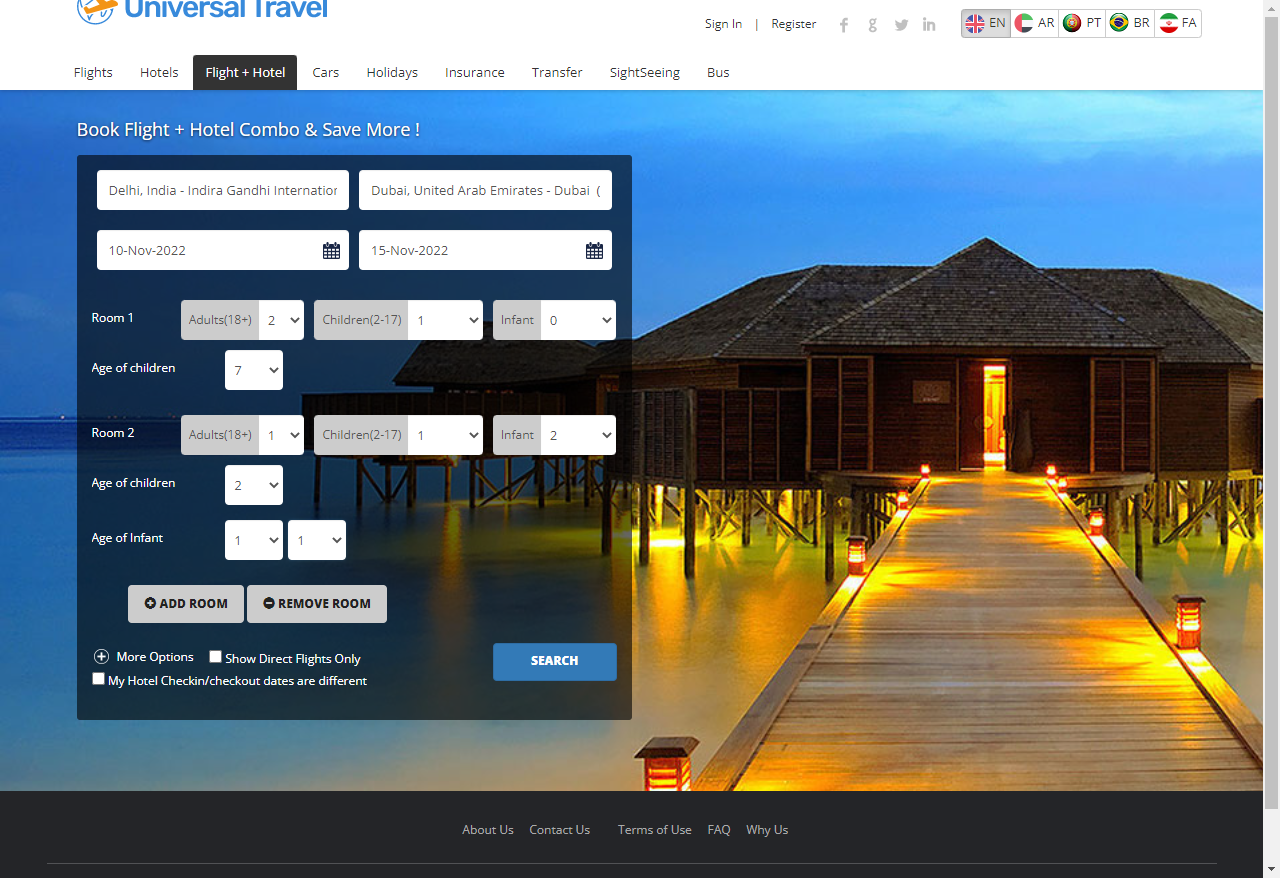 Universal Travel
Sign In | Register
EN AR PT BR FA
Flights Hotels Flight + Hotel Cars Holidays Insurance Transfer SightSeeing Bus
Book Flight + Hotel Combo & Save More !
Delhi, India - Indira Gandhi Internation Dubai, United Arab Emirates - Dubai (
10-Nov-2022 15-Nov-2022
Room 1 Adults(18+) 2 Children(2-17) 1 Infant 0
Age of children 7
Room 2 Adults(18+) 1 Children(2-17) 1 Infant 2
Age of children 2
Age of Infant 1 1
ADD ROOM REMOVE ROOM
More Options Show Direct Flights Only SEARCH
My Hotel Checkin/checkout dates are different
About Us Contact Us Terms of Use FAQ Why Us